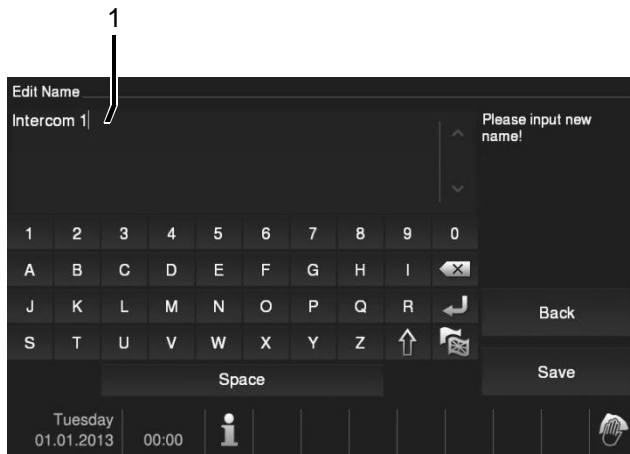 1
Edit Name
Intercom 1
Please input new
name!
1 2 3 4 5 6 7 8 9 0
A B C D E F G H I
J K L M N O P Q R
Back
S T U V W X Y Z
Space
Save
Tuesday
01.01.2013 00:00